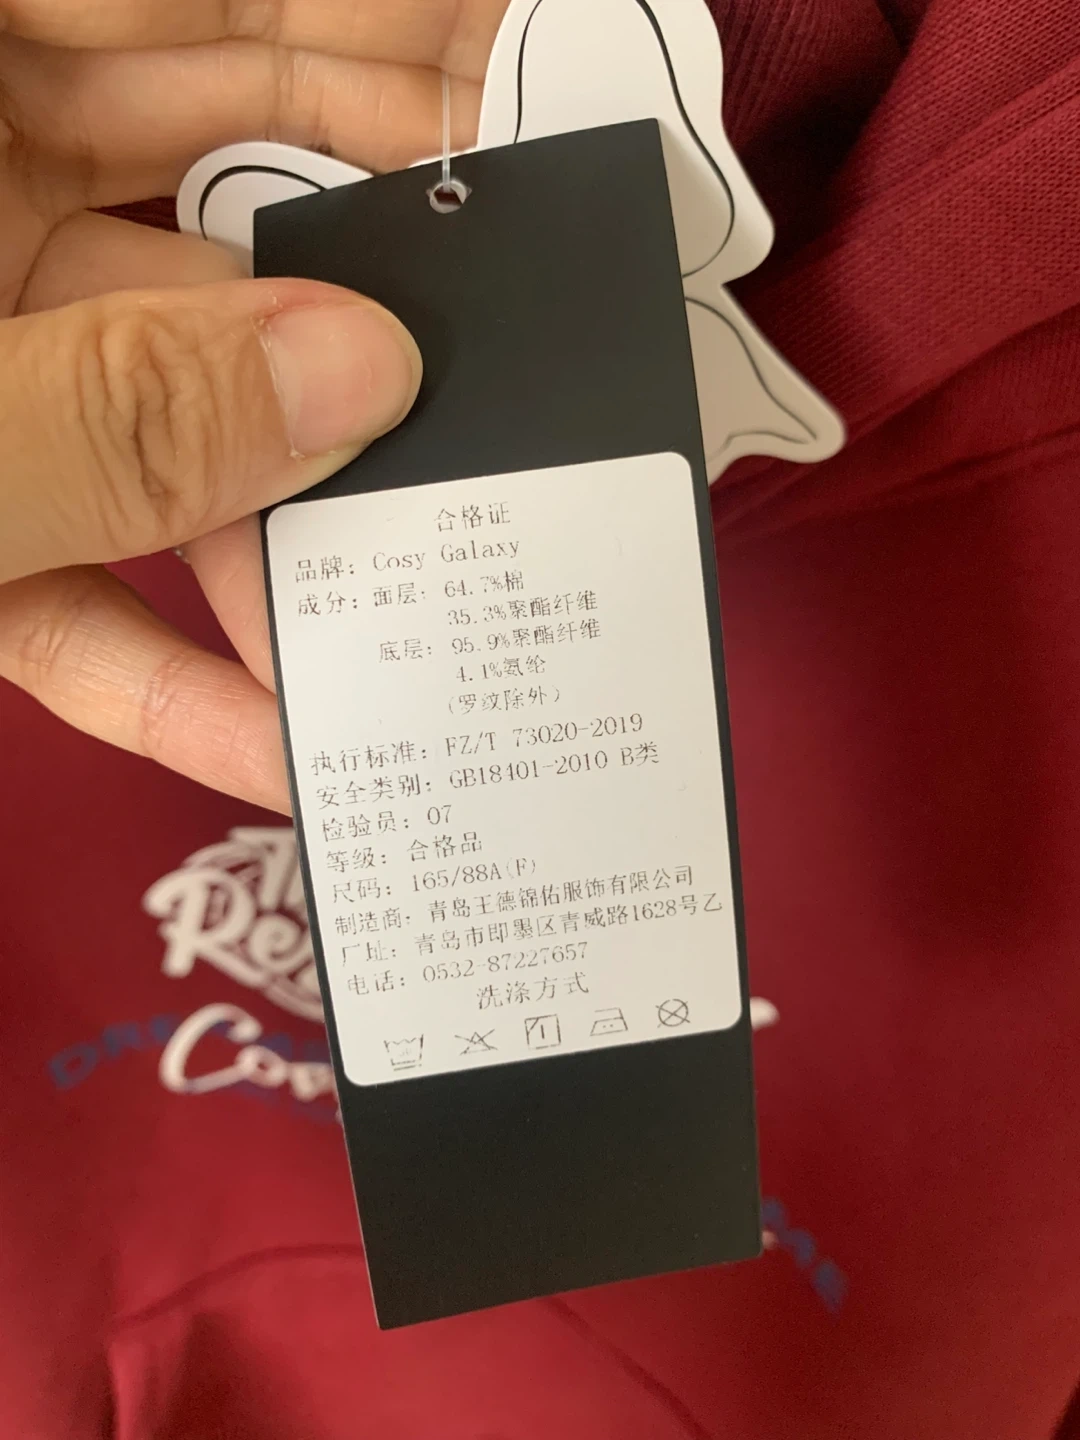 合格证
品牌：Cosy Galaxy
成分：面层：64.7%棉
35.3%聚酯纤维
底层：95.9%聚酯纤维
4.1%氨纶
(罗纹除外)
执行标准：FZ/T 73020-2019
安全类别：GB18401-2010 B类
检验员：07
等级：合格品
尺码：165/88A(F)
制造商：青岛王德锦佑服饰有限公司
厂址：青岛市即墨区青威路1628号乙
电话：0532-87227657
洗涤方式